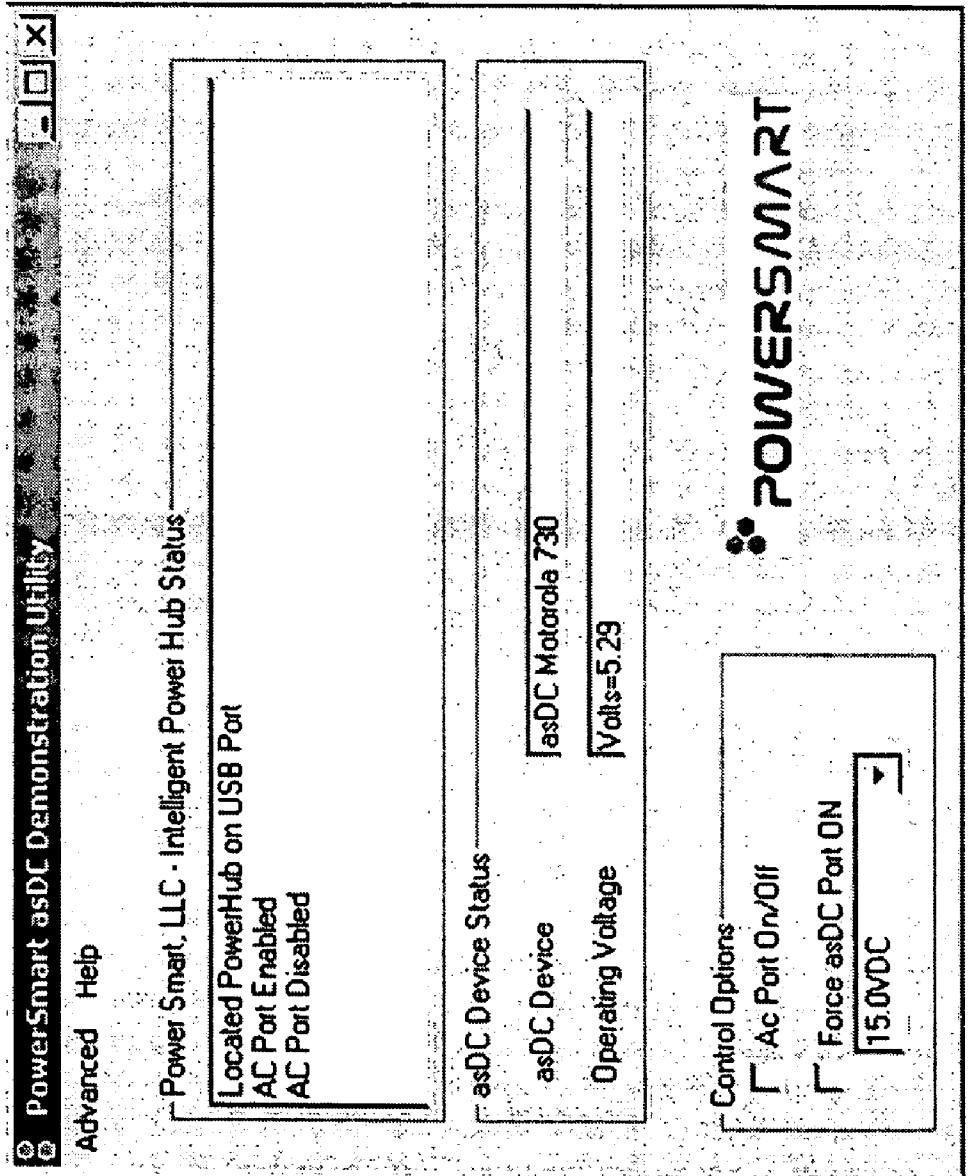 PowerSmart asDC Demonstration Utility
Advanced Help
Power Smart, LLC - Intelligent Power Hub Status
Located PowerHub on USB Port
AC Port Enabled
AC Port Disabled
asDC Device Status
asDC Device asDC Motorola 730
Operating Voltage Volts=5.29
Control Options
Ac Port On/Off
Force asDC Port ON
15.0VDC
POWERSMART